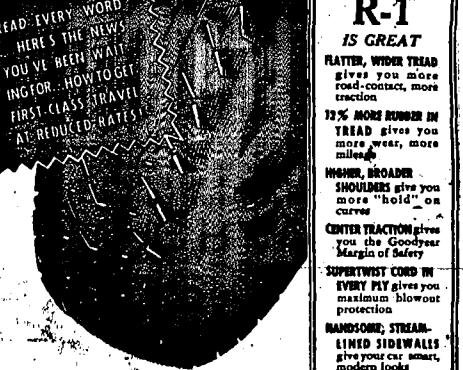 READ EVERY WORD
HERE'S THE NEWS
YOU'VE BEEN WAIT-
ING FOR.. HOW TO GET
FIRST-CLASS TRAVEL
AT REDUCED RATES!
R-1
IS GREAT
FLATTER, WIDER TREAD
gives you more
road-contact, more
traction
12% MORE RUBBER IN
TREAD gives you
more wear, more
mileage
HIGHER, BROADER
SHOULDERS give you
more "hold" on
curves
CENTER TRACTION gives
you the Goodyear
Margin of Safety
SUPERTWIST CORD IN
EVERY PLY gives you
maximum blowout
protection
HANDSOME, STREAM-
LINED SIDEWALLS
give your car smart,
modern looks